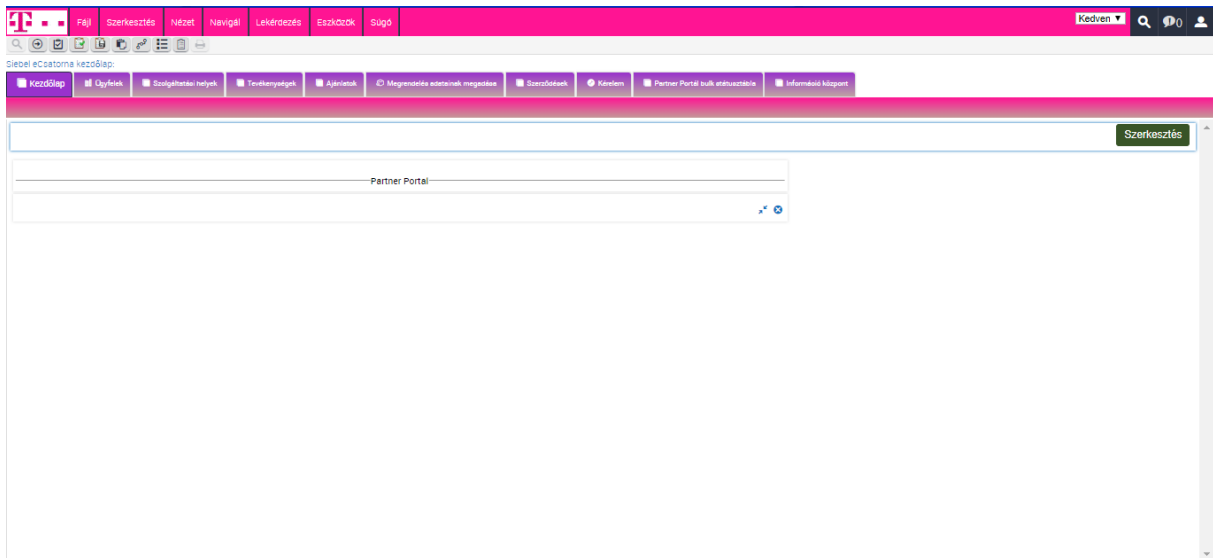 T Fájl Szerkesztés Nézet Navigál Lekérdezés Eszközök Súgó Kedven 0
Siebel eCsatorna kezdőlap:
Kezdőlap Ügyfelek Szolgáltatási helyek Tevékenységek Ajánlatok Megrendelés adatainak megadása Szerződések Kérelem Partner Portál bulk státusztábla Információ központ
Szerkesztés
Partner Portal